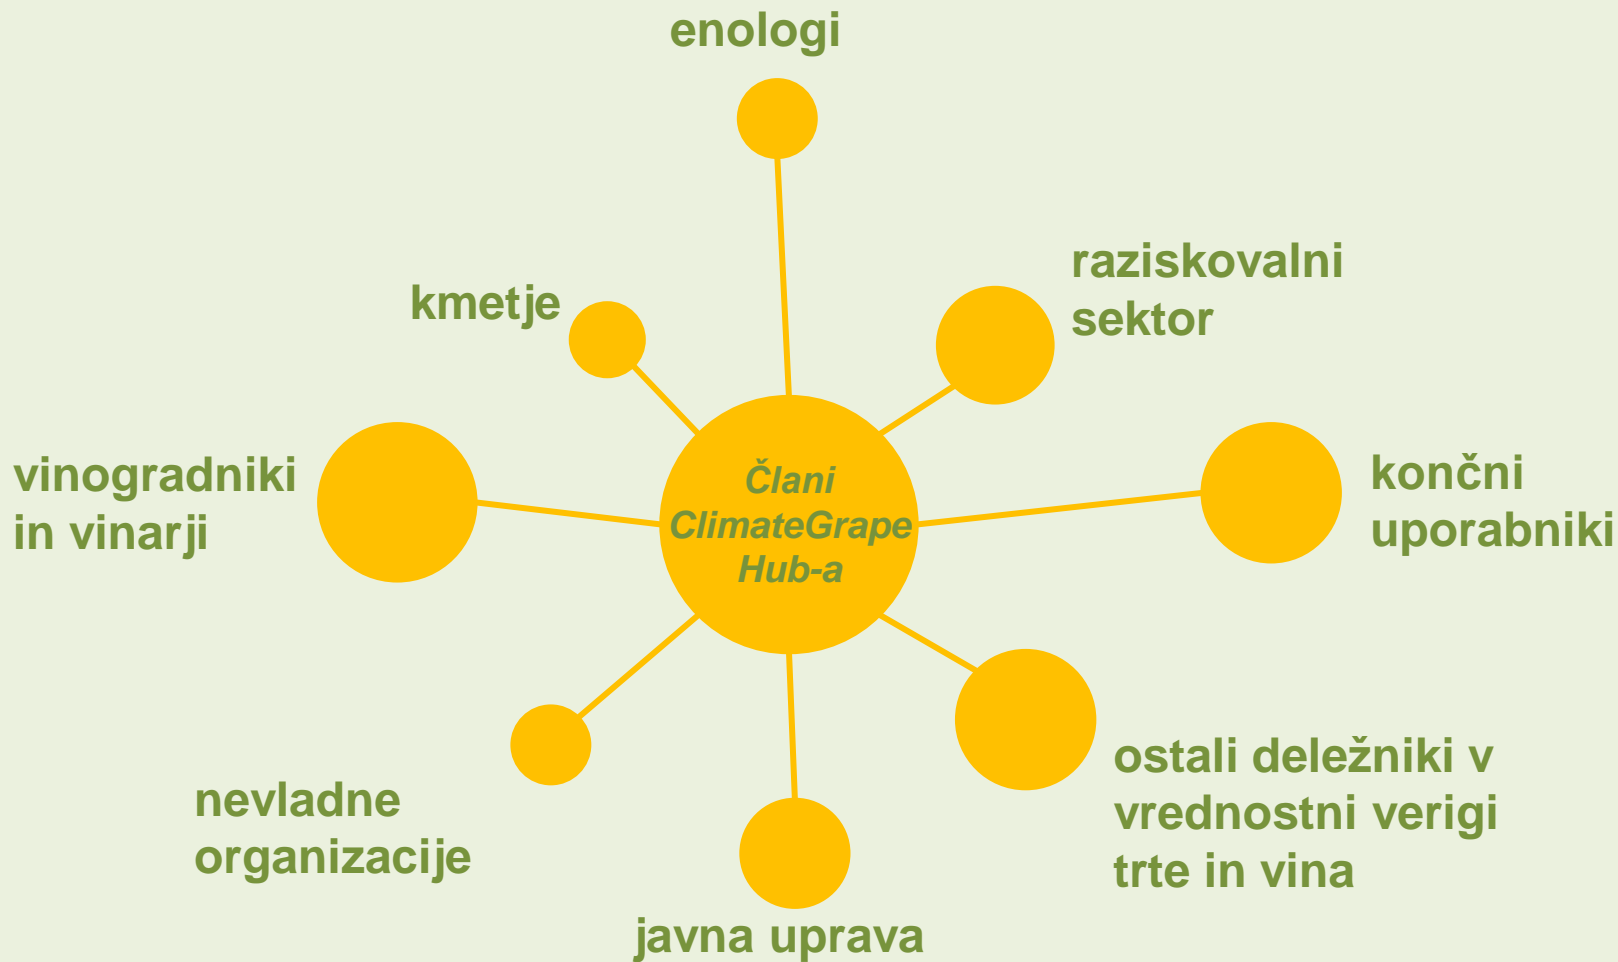 enologi
raziskovalni
sektor
kmetje
vinogradniki
in vinarji
Člani
ClimateGrape
Hub-a
končni
uporabniki
nevladne
organizacije
ostali deležniki v
vrednostni verigi
trte in vina
javna uprava